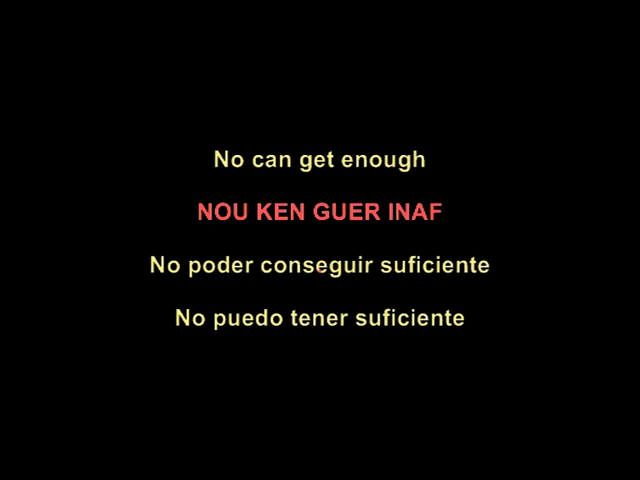 No can get enough
NOU KEN GUER INAF
No poder conseguir suficiente
No puedo tener suficiente